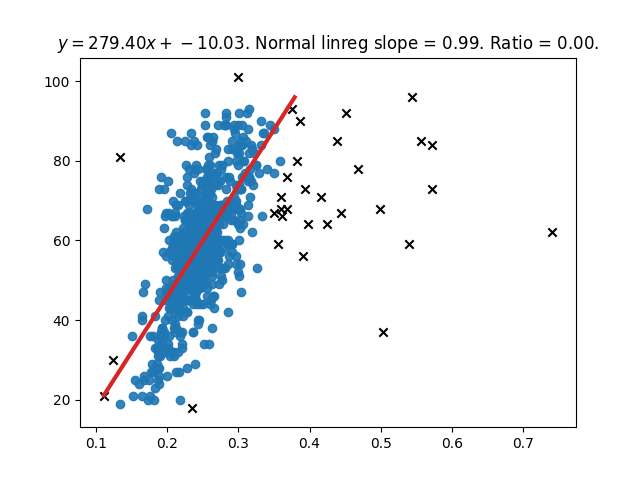 y = 279.40x + −10.03. Normal linreg slope = 0.99. Ratio = 0.00.
100
80
60
40
20
0.1 0.2 0.3 0.4 0.5 0.6 0.7